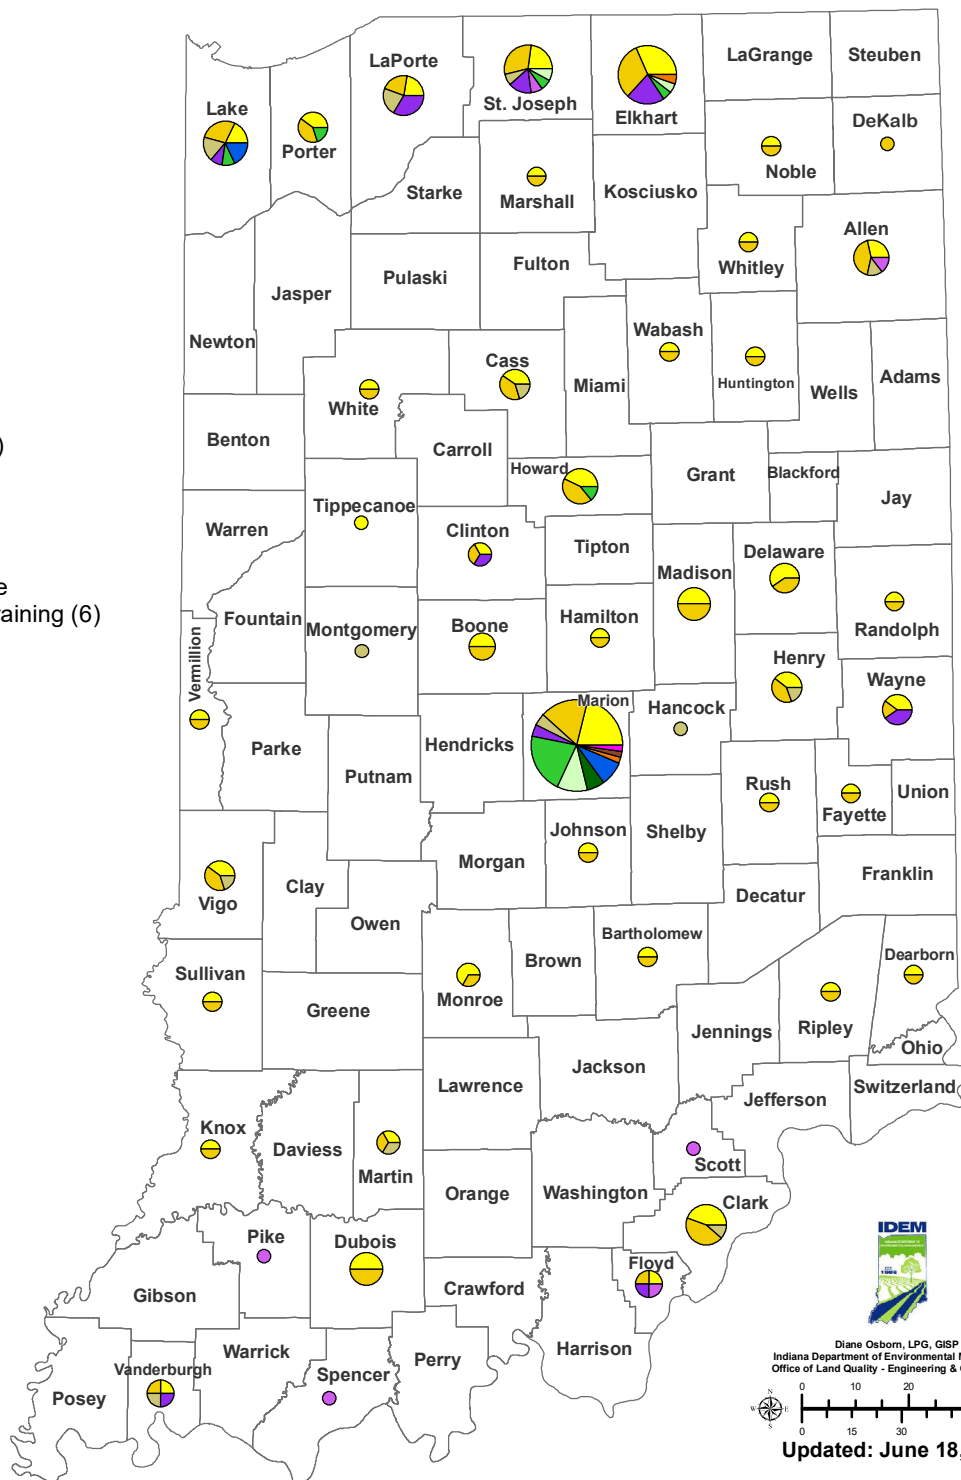 LaGrange
Steuben
LaPorte
St. Joseph
Elkhart
Lake
Porter
DeKalb
Noble
Starke
Marshall
Kosciusko
Allen
Whitley
Fulton
Pulaski
Jasper
Newton
Wabash
Huntington
Cass
Miami
Wells
Adams
White
Benton
Carroll
Howard
Grant
Blackford
Jay
)
Tippecanoe
Warren
Clinton
Tipton
Delaware
Madison
e
raining (6)
Fountain
Montgomery
Boone
Hamilton
Randolph
Vermillion
Henry
Wayne
Marion
Hancock
Hendricks
Parke
Putnam
Rush
Fayette
Union
Johnson
Shelby
Morgan
Franklin
Clay
Vigo
Decatur
Owen
Bartholomew
Brown
Dearborn
Sullivan
Monroe
Greene
Jennings
Ripley
Ohio
Jackson
Lawrence
Switzerland
Jefferson
Knox
Daviess
Martin
Scott
Orange
Washington
Clark
Pike
Dubois
Floyd
Crawford
Gibson
Harrison
Warrick
Perry
Vanderburgh
Spencer
Posey
IDEM
1986
Diane Osborn, LPG, GISP
Indiana Department of Environmental
Office of Land Quality - Engineering &
N
W E
S
0 10 20
0 15 30
Updated: June 18,